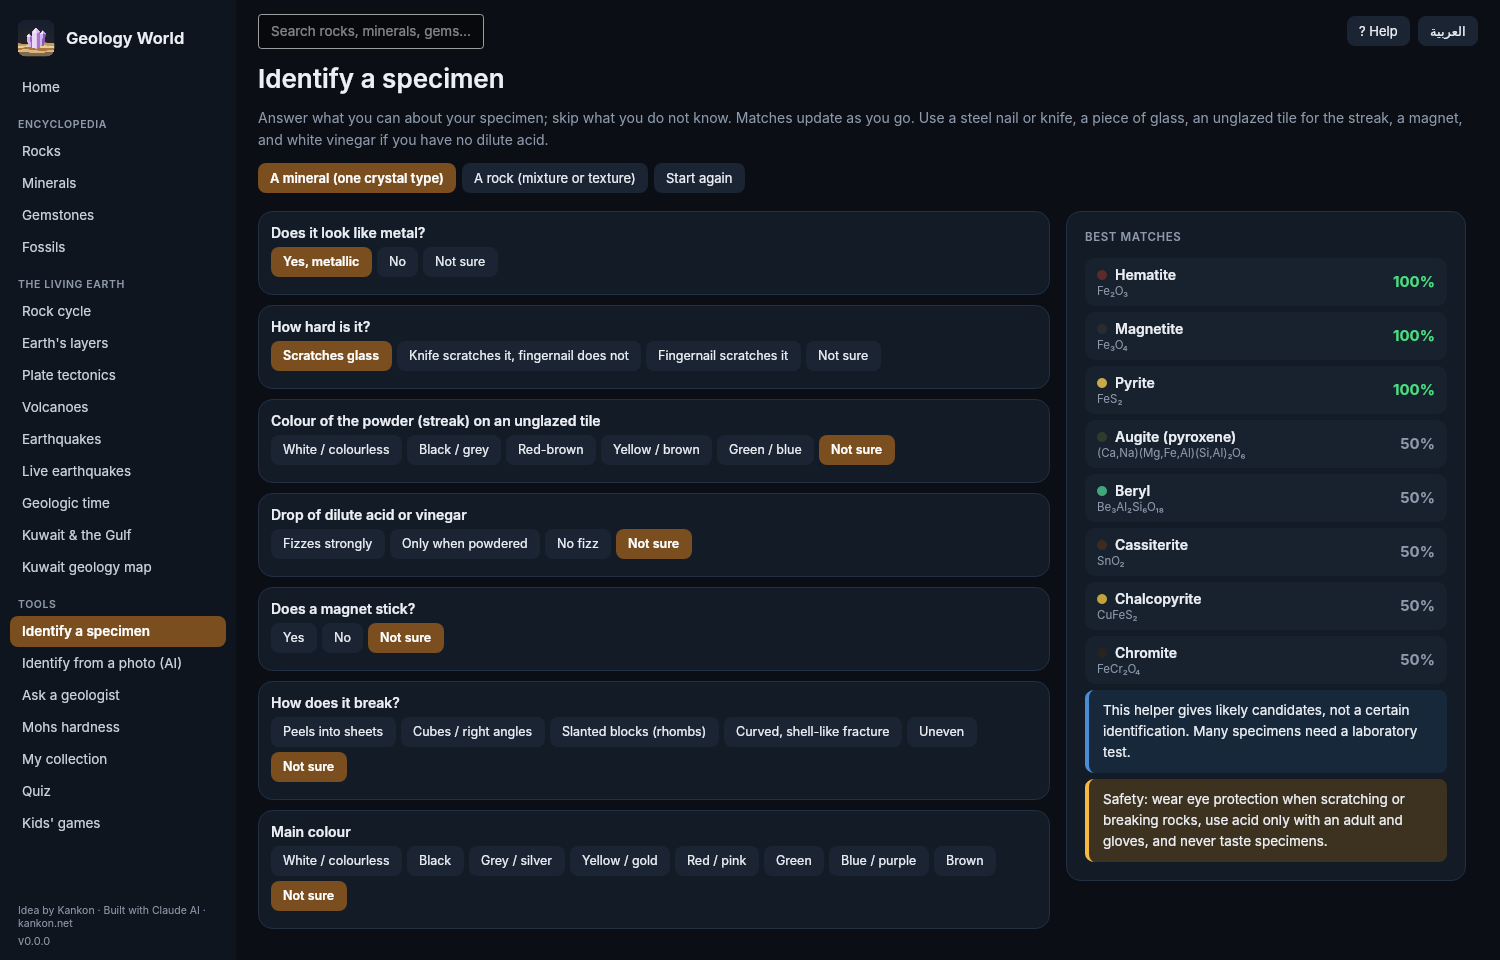 Geology World
Home
ENCYCLOPEDIA
Rocks
Minerals
Gemstones
Fossils
THE LIVING EARTH
Rock cycle
Earth's layers
Plate tectonics
Volcanoes
Earthquakes
Live earthquakes
Geologic time
Kuwait & the Gulf
Kuwait geology map
TOOLS
Identify a specimen
Identify from a photo (AI)
Ask a geologist
Mohs hardness
My collection
Quiz
Kids' games
Idea by Kankon · Built with Claude AI ·
kankon.net
v0.0.0
Search rocks, minerals, gems...
? Help
العربية
Identify a specimen
Answer what you can about your specimen; skip what you do not know. Matches update as you go. Use a steel nail or knife, a piece of glass, an unglazed tile for the streak, a magnet,
and white vinegar if you have no dilute acid.
A mineral (one crystal type)
A rock (mixture or texture)
Start again
Does it look like metal?
Yes, metallic
No
Not sure
How hard is it?
Scratches glass
Knife scratches it, fingernail does not
Fingernail scratches it
Not sure
Colour of the powder (streak) on an unglazed tile
White / colourless
Black / grey
Red-brown
Yellow / brown
Green / blue
Not sure
Drop of dilute acid or vinegar
Fizzes strongly
Only when powdered
No fizz
Not sure
Does a magnet stick?
Yes
No
Not sure
How does it break?
Peels into sheets
Cubes / right angles
Slanted blocks (rhombs)
Curved, shell-like fracture
Uneven
Not sure
Main colour
White / colourless
Black
Grey / silver
Yellow / gold
Red / pink
Green
Blue / purple
Brown
Not sure
BEST MATCHES
Hematite
Fe₂O₃
100%
Magnetite
Fe₃O₄
100%
Pyrite
FeS₂
100%
Augite (pyroxene)
(Ca,Na)(Mg,Fe,Al)(Si,Al)₂O₆
50%
Beryl
Be₃Al₂Si₆O₁₈
50%
Cassiterite
SnO₂
50%
Chalcopyrite
CuFeS₂
50%
Chromite
FeCr₂O₄
50%
This helper gives likely candidates, not a certain
identification. Many specimens need a laboratory
test.
Safety: wear eye protection when scratching or
breaking rocks, use acid only with an adult and
gloves, and never taste specimens.